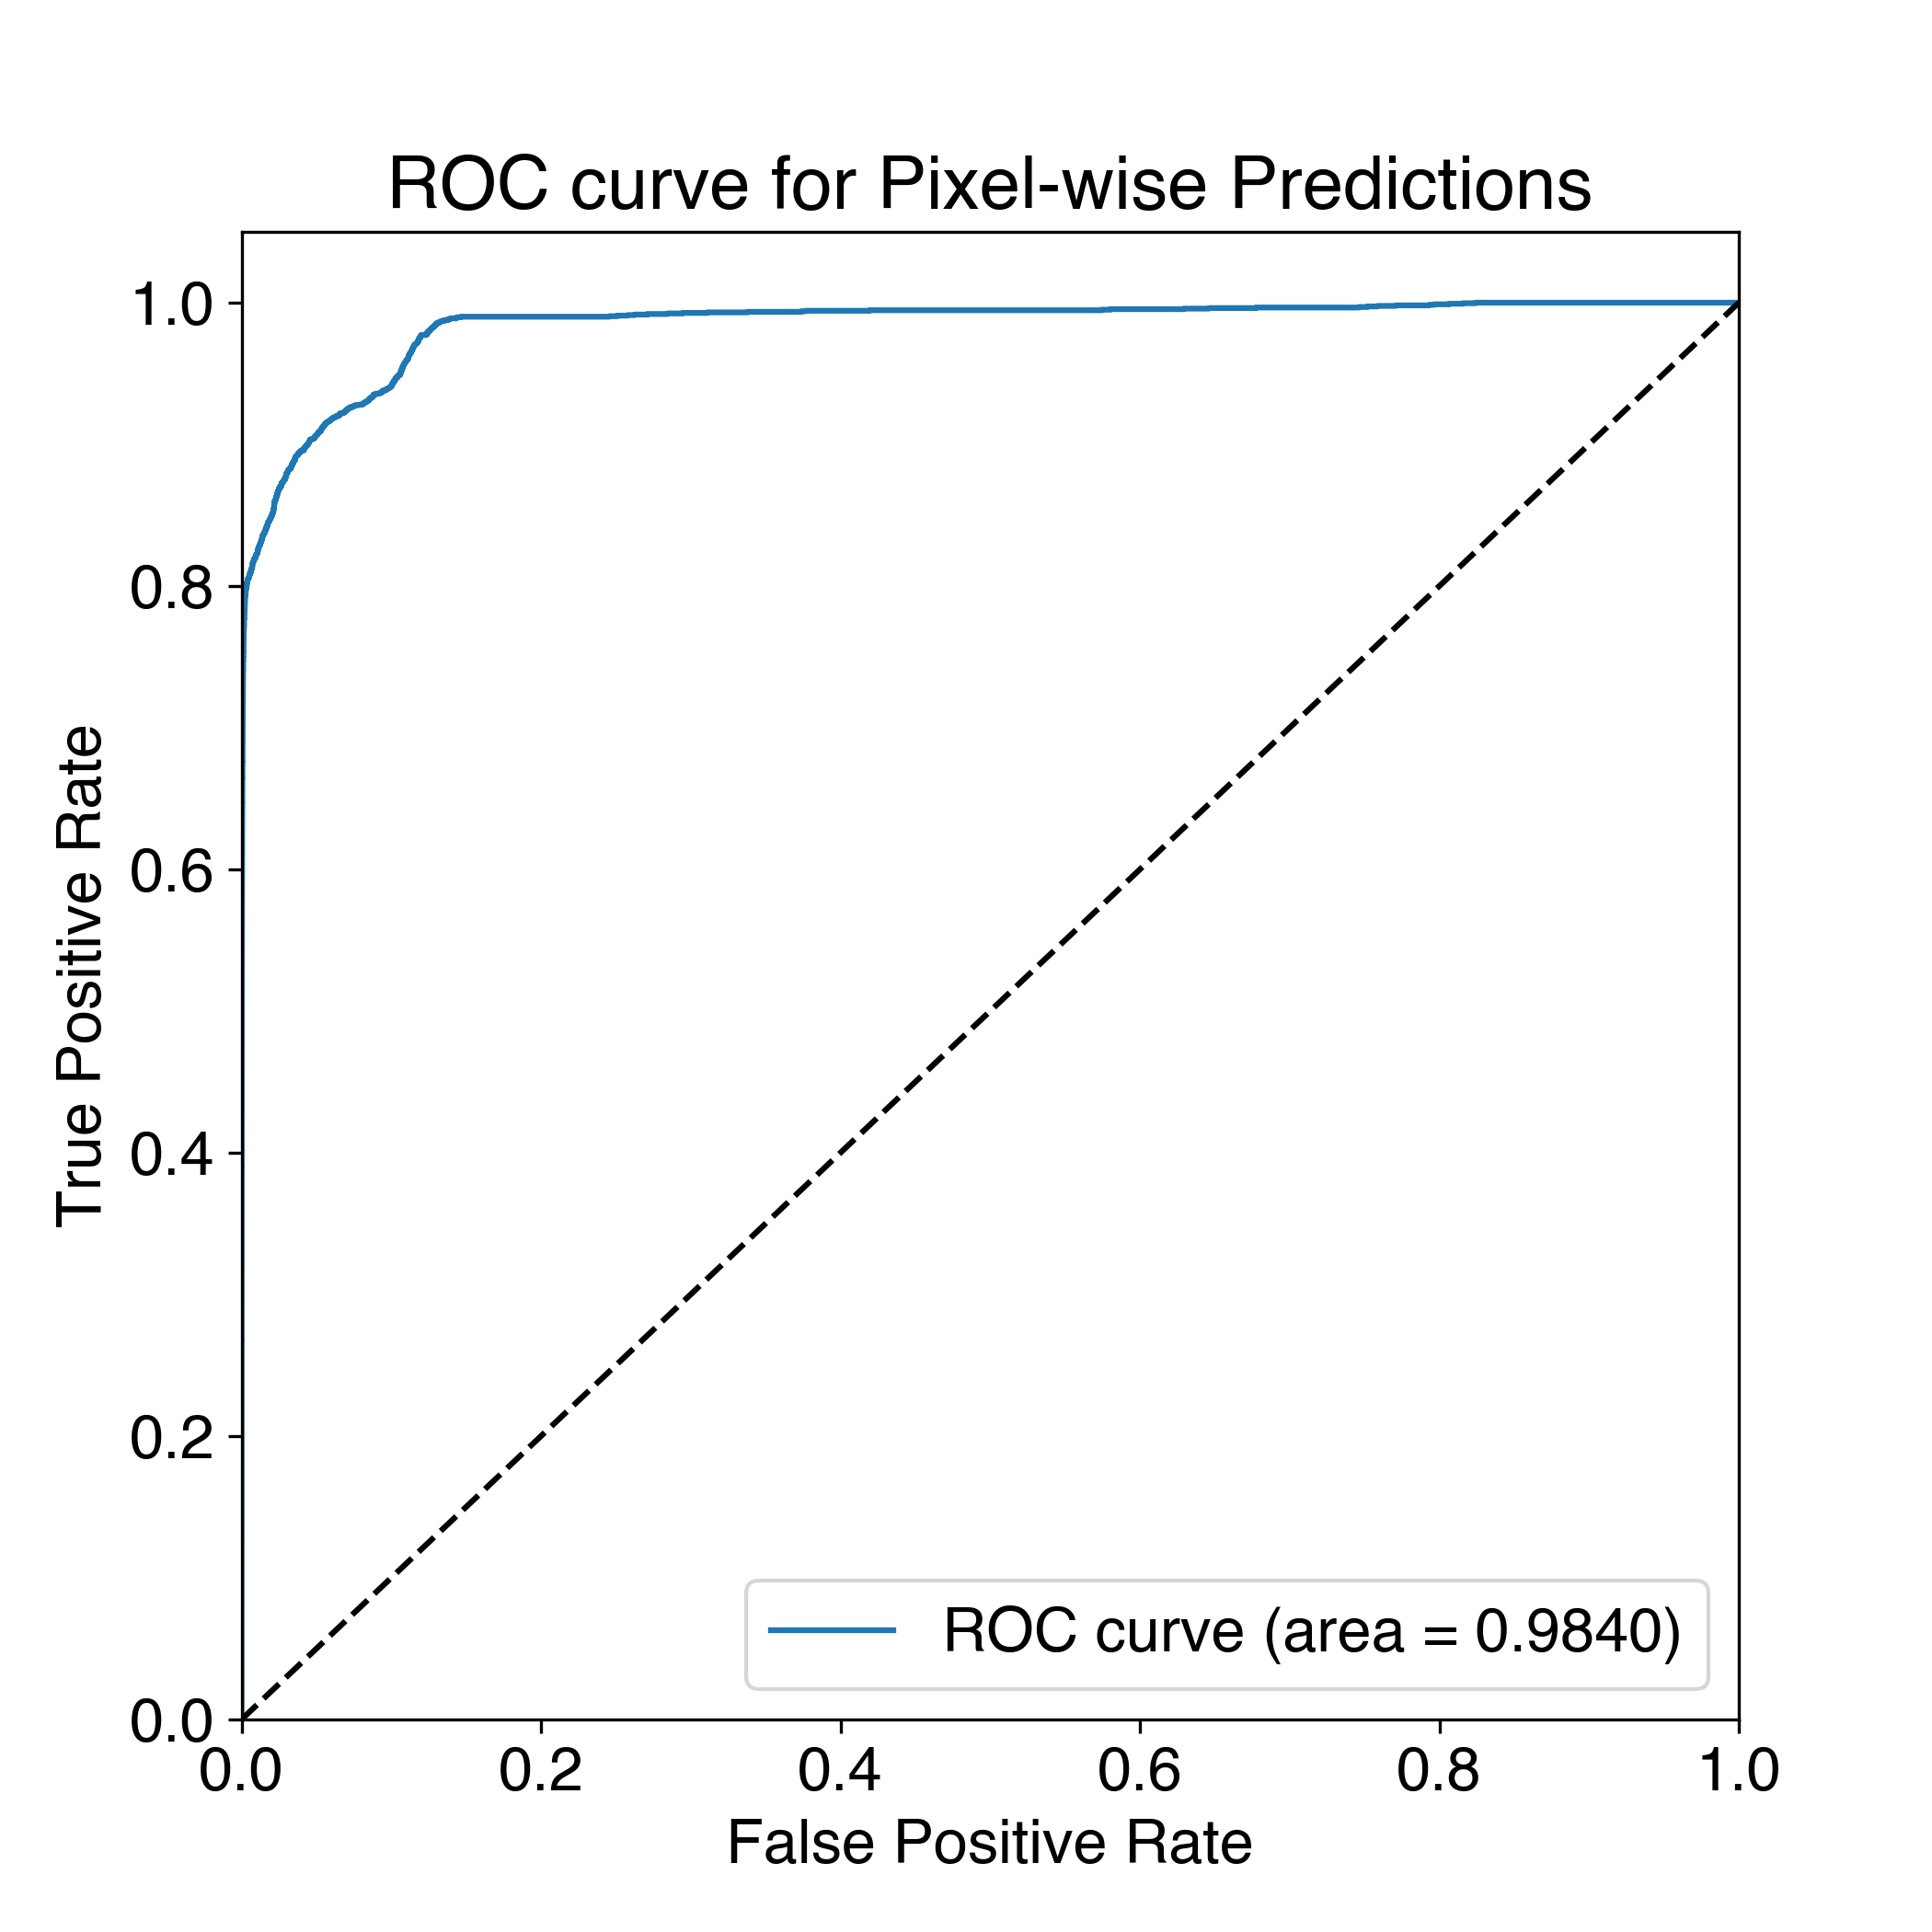 ROC curve for Pixel-wise Predictions
1.0
0.8
0.6
0.4
0.2
0.0
True Positive Rate
ROC curve (area = 0.9840)
0.0 0.2 0.4 0.6 0.8 1.0
False Positive Rate